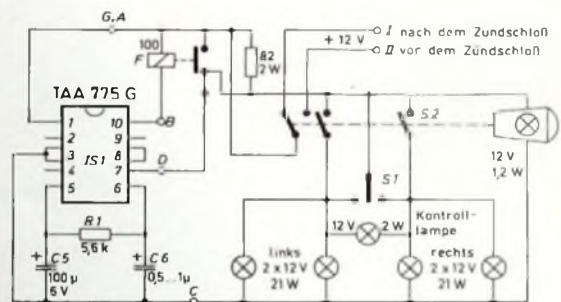 G,A
I nach dem Zündschloß
+ 12 V
II vor dem Zündschloß
100
F
82
2 W
TAA 775 G
1 10 B
2 9
3 IS1 8
4 7 D
5 6
S2
12 V
1,2 W
S1
R1
5,6 k
12 V 2 W
Kontroll-
lampe
links
2 x 12 V
21 W
rechts
2 x 12 V
21 W
+ C5
100 µ
6 V
+ C6
0,5...1µ
C